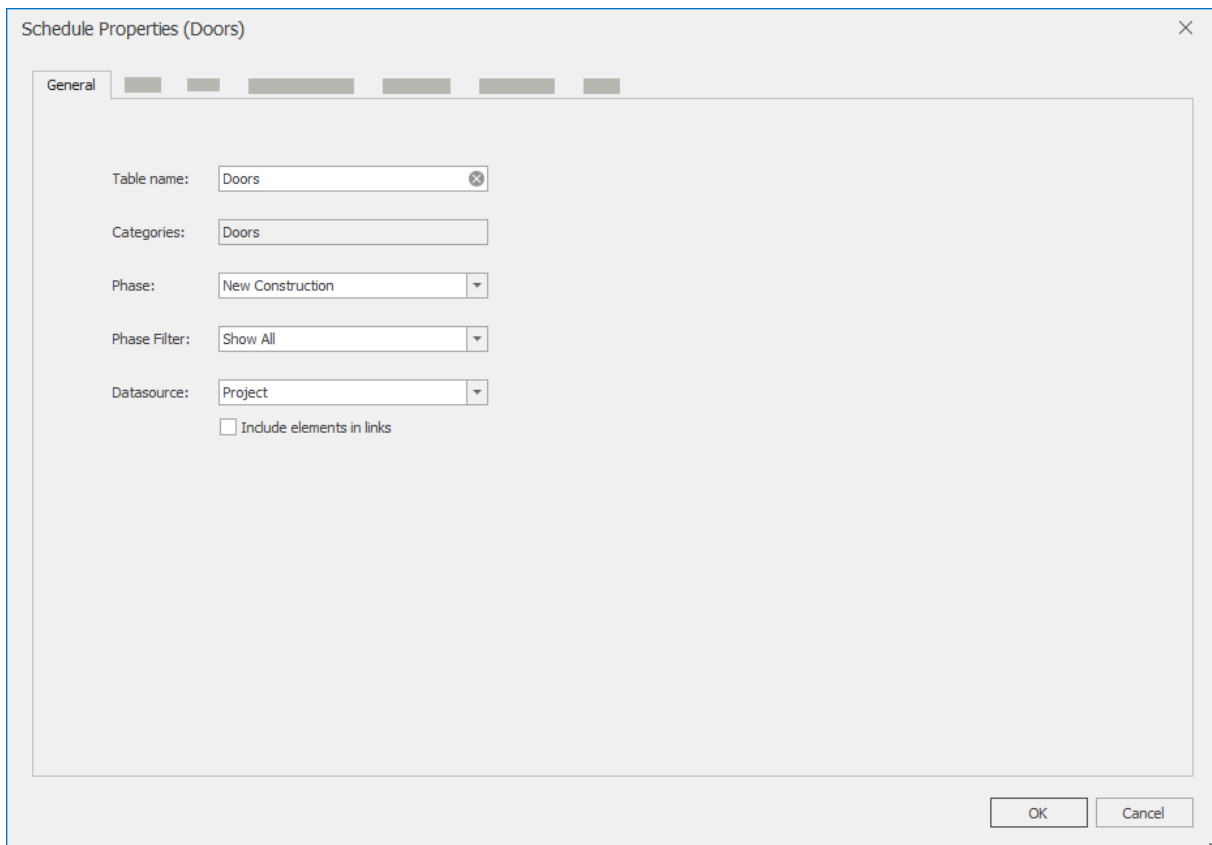 Schedule Properties (Doors)
General
Table name: Doors
Categories: Doors
Phase: New Construction
Phase Filter: Show All
Datasource: Project
Include elements in links
OK Cancel